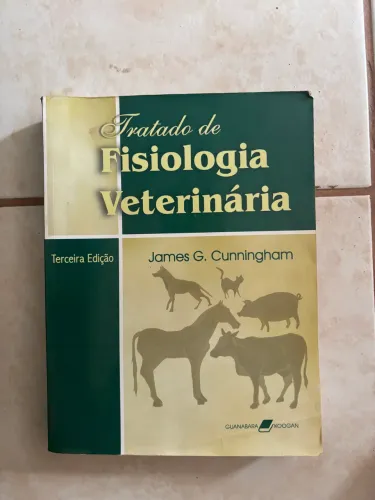 Tratado de
Fisiologia
Veterinária
Terceira Edição
James G. Cunningham
GUANABARA KOOGAN